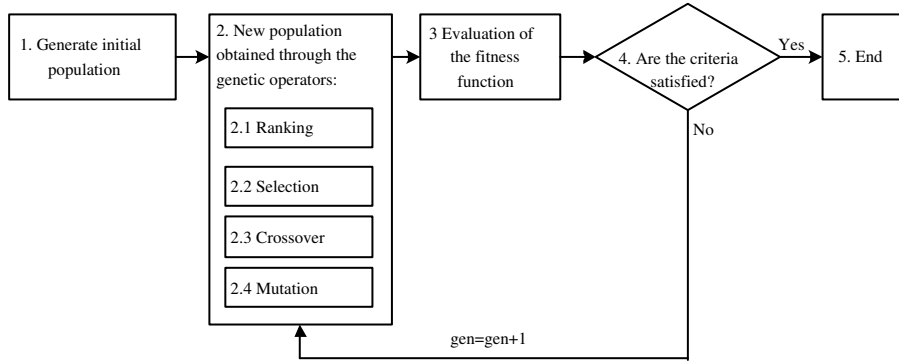 1. Generate initial
population
2. New population
obtained through the
genetic operators:
2.1 Ranking
2.2 Selection
2.3 Crossover
2.4 Mutation
3 Evaluation of
the fitness
function
4. Are the criteria
satisfied?
Yes
5. End
No
gen=gen+1